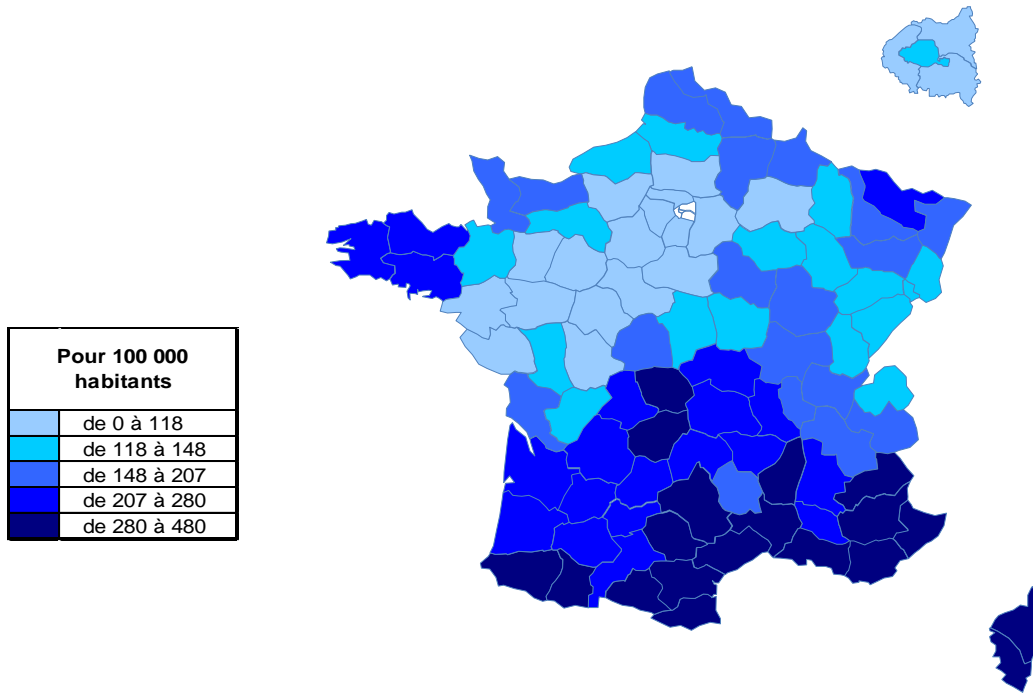 Pour 100 000
habitants
de 0 à 118
de 118 à 148
de 148 à 207
de 207 à 280
de 280 à 480